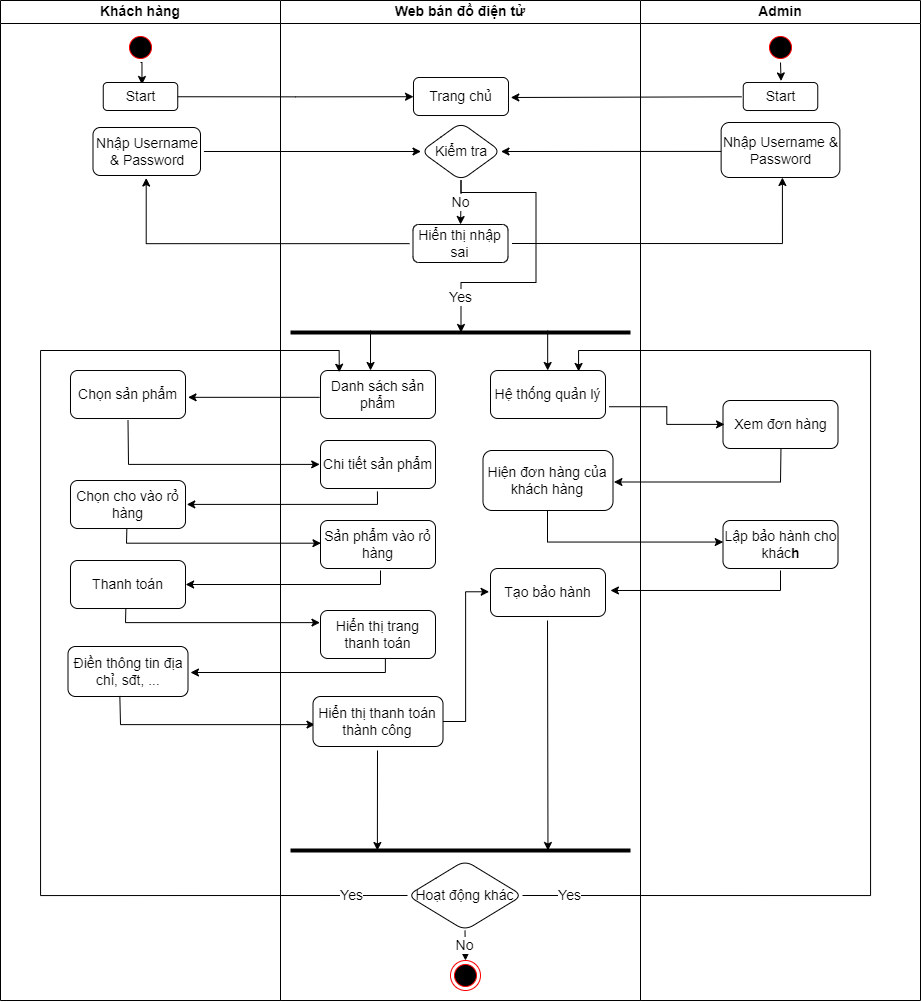 Khách hàng
Web bán đồ điện tử
Admin
Start
Trang chủ
Start
Nhập Username
& Password
Kiểm tra
Nhập Username &
Password
No
Hiển thị nhập
sai
Yes
Chọn sản phẩm
Danh sách sản
phẩm
Hệ thống quản lý
Xem đơn hàng
Chi tiết sản phẩm
Hiện đơn hàng của
khách hàng
Chọn cho vào rỏ
hàng
Sản phẩm vào rỏ
hàng
Lập bảo hành cho
khách
Thanh toán
Tạo bảo hành
Hiển thị trang
thanh toán
Điền thông tin địa
chỉ, sđt, ...
Hiển thị thanh toán
thành công
Yes
Hoạt động khác
Yes
No